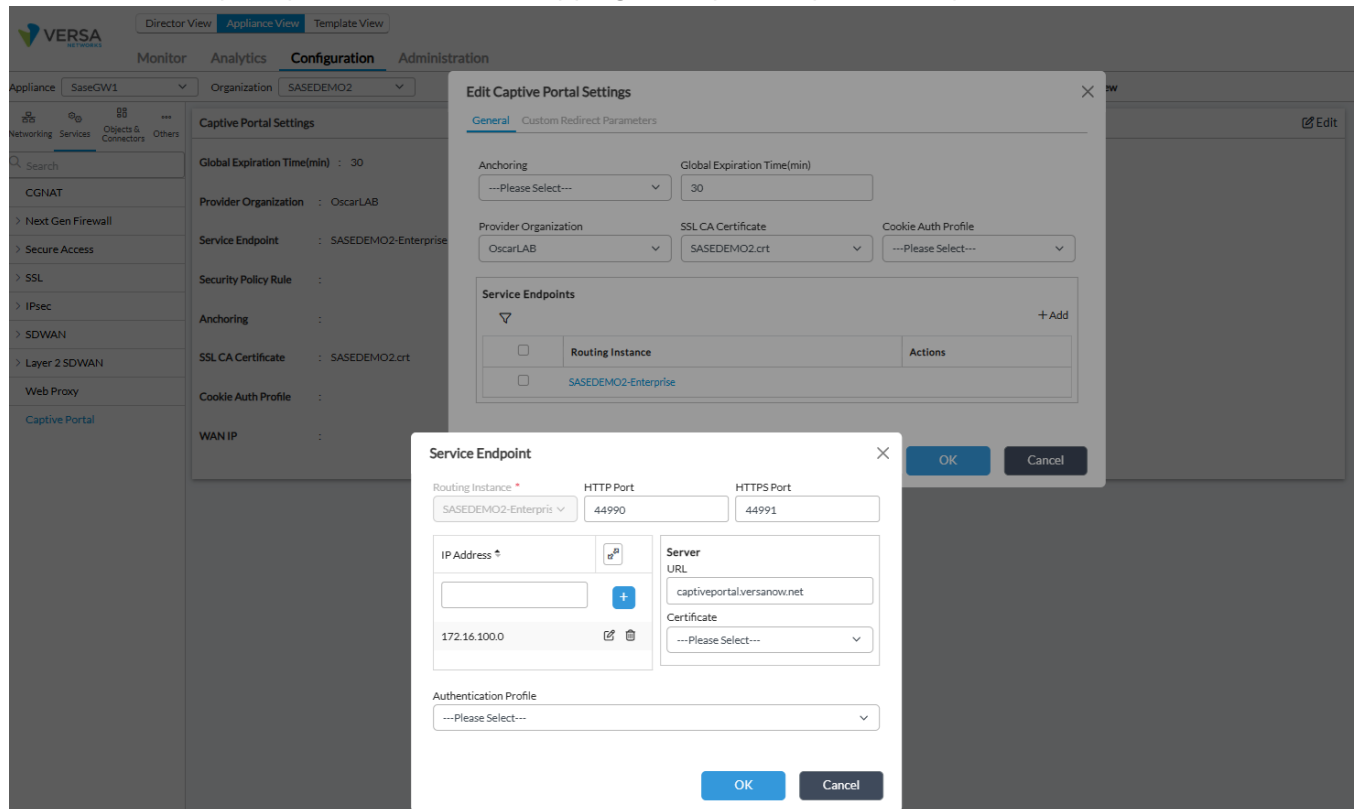 VERSA
NETWORKS
Director View Appliance View Template View
Monitor Analytics Configuration Administration
Appliance SaseGW1 Organization SASEDEMO2
ew
Networking Services Objects & Connectors Others
Search
CGNAT
Next Gen Firewall
Secure Access
SSL
IPsec
SDWAN
Layer 2 SDWAN
Web Proxy
Captive Portal
Captive Portal Settings
Edit
Global Expiration Time(min) : 30
Provider Organization : OscarLAB
Service Endpoint : SASEDEMO2-Enterprise
Security Policy Rule :
Anchoring :
SSL CA Certificate : SASEDEMO2.crt
Cookie Auth Profile :
WAN IP :
Edit Captive Portal Settings
General Custom Redirect Parameters
Anchoring Global Expiration Time(min)
---Please Select--- 30
Provider Organization SSL CA Certificate Cookie Auth Profile
OscarLAB SASEDEMO2.crt ---Please Select---
Service Endpoints
+ Add
Routing Instance Actions
SASEDEMO2-Enterprise
OK Cancel
Service Endpoint
Routing Instance * HTTP Port HTTPS Port
SASEDEMO2-Enterpris 44990 44991
IP Address
+
172.16.100.0
Server
URL
captiveportal.versanow.net
Certificate
---Please Select---
Authentication Profile
---Please Select---
OK Cancel